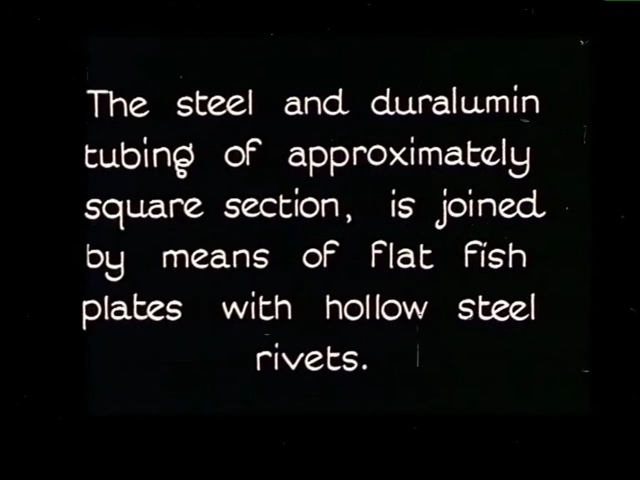 The steel and duralumin
tubing of approximately
square section, is joined
by means of flat fish
plates with hollow steel
rivets.